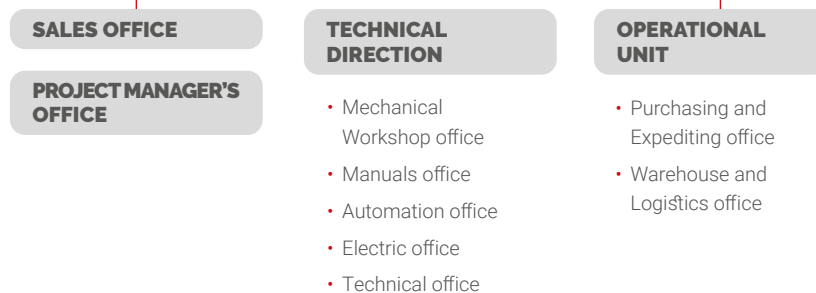 SALES OFFICE
PROJECT MANAGER'S
OFFICE
TECHNICAL
DIRECTION
• Mechanical
Workshop office
• Manuals office
• Automation office
• Electric office
• Technical office
OPERATIONAL
UNIT
• Purchasing and
Expediting office
• Warehouse and
Logistics office